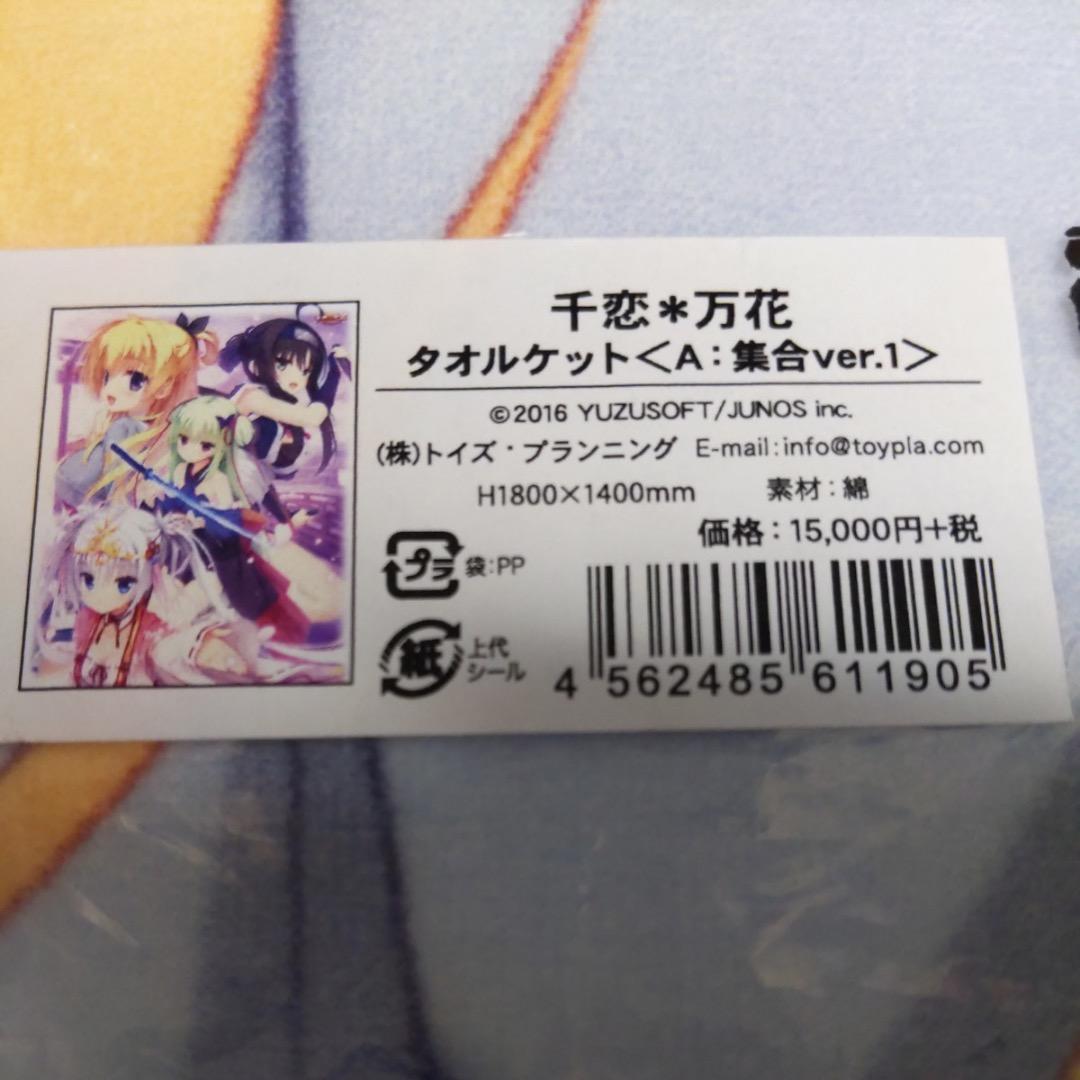 千恋＊万花
タオルケット＜A：集合ver.1＞
©2016 YUZUSOFT/JUNOS inc.
(株)トイズ・プランニング E-mail:info@toypla.com
H1800×1400mm 素材：綿
価格：15,000円+税
プラ 袋:PP
紙 上代シール
4 562485 611905